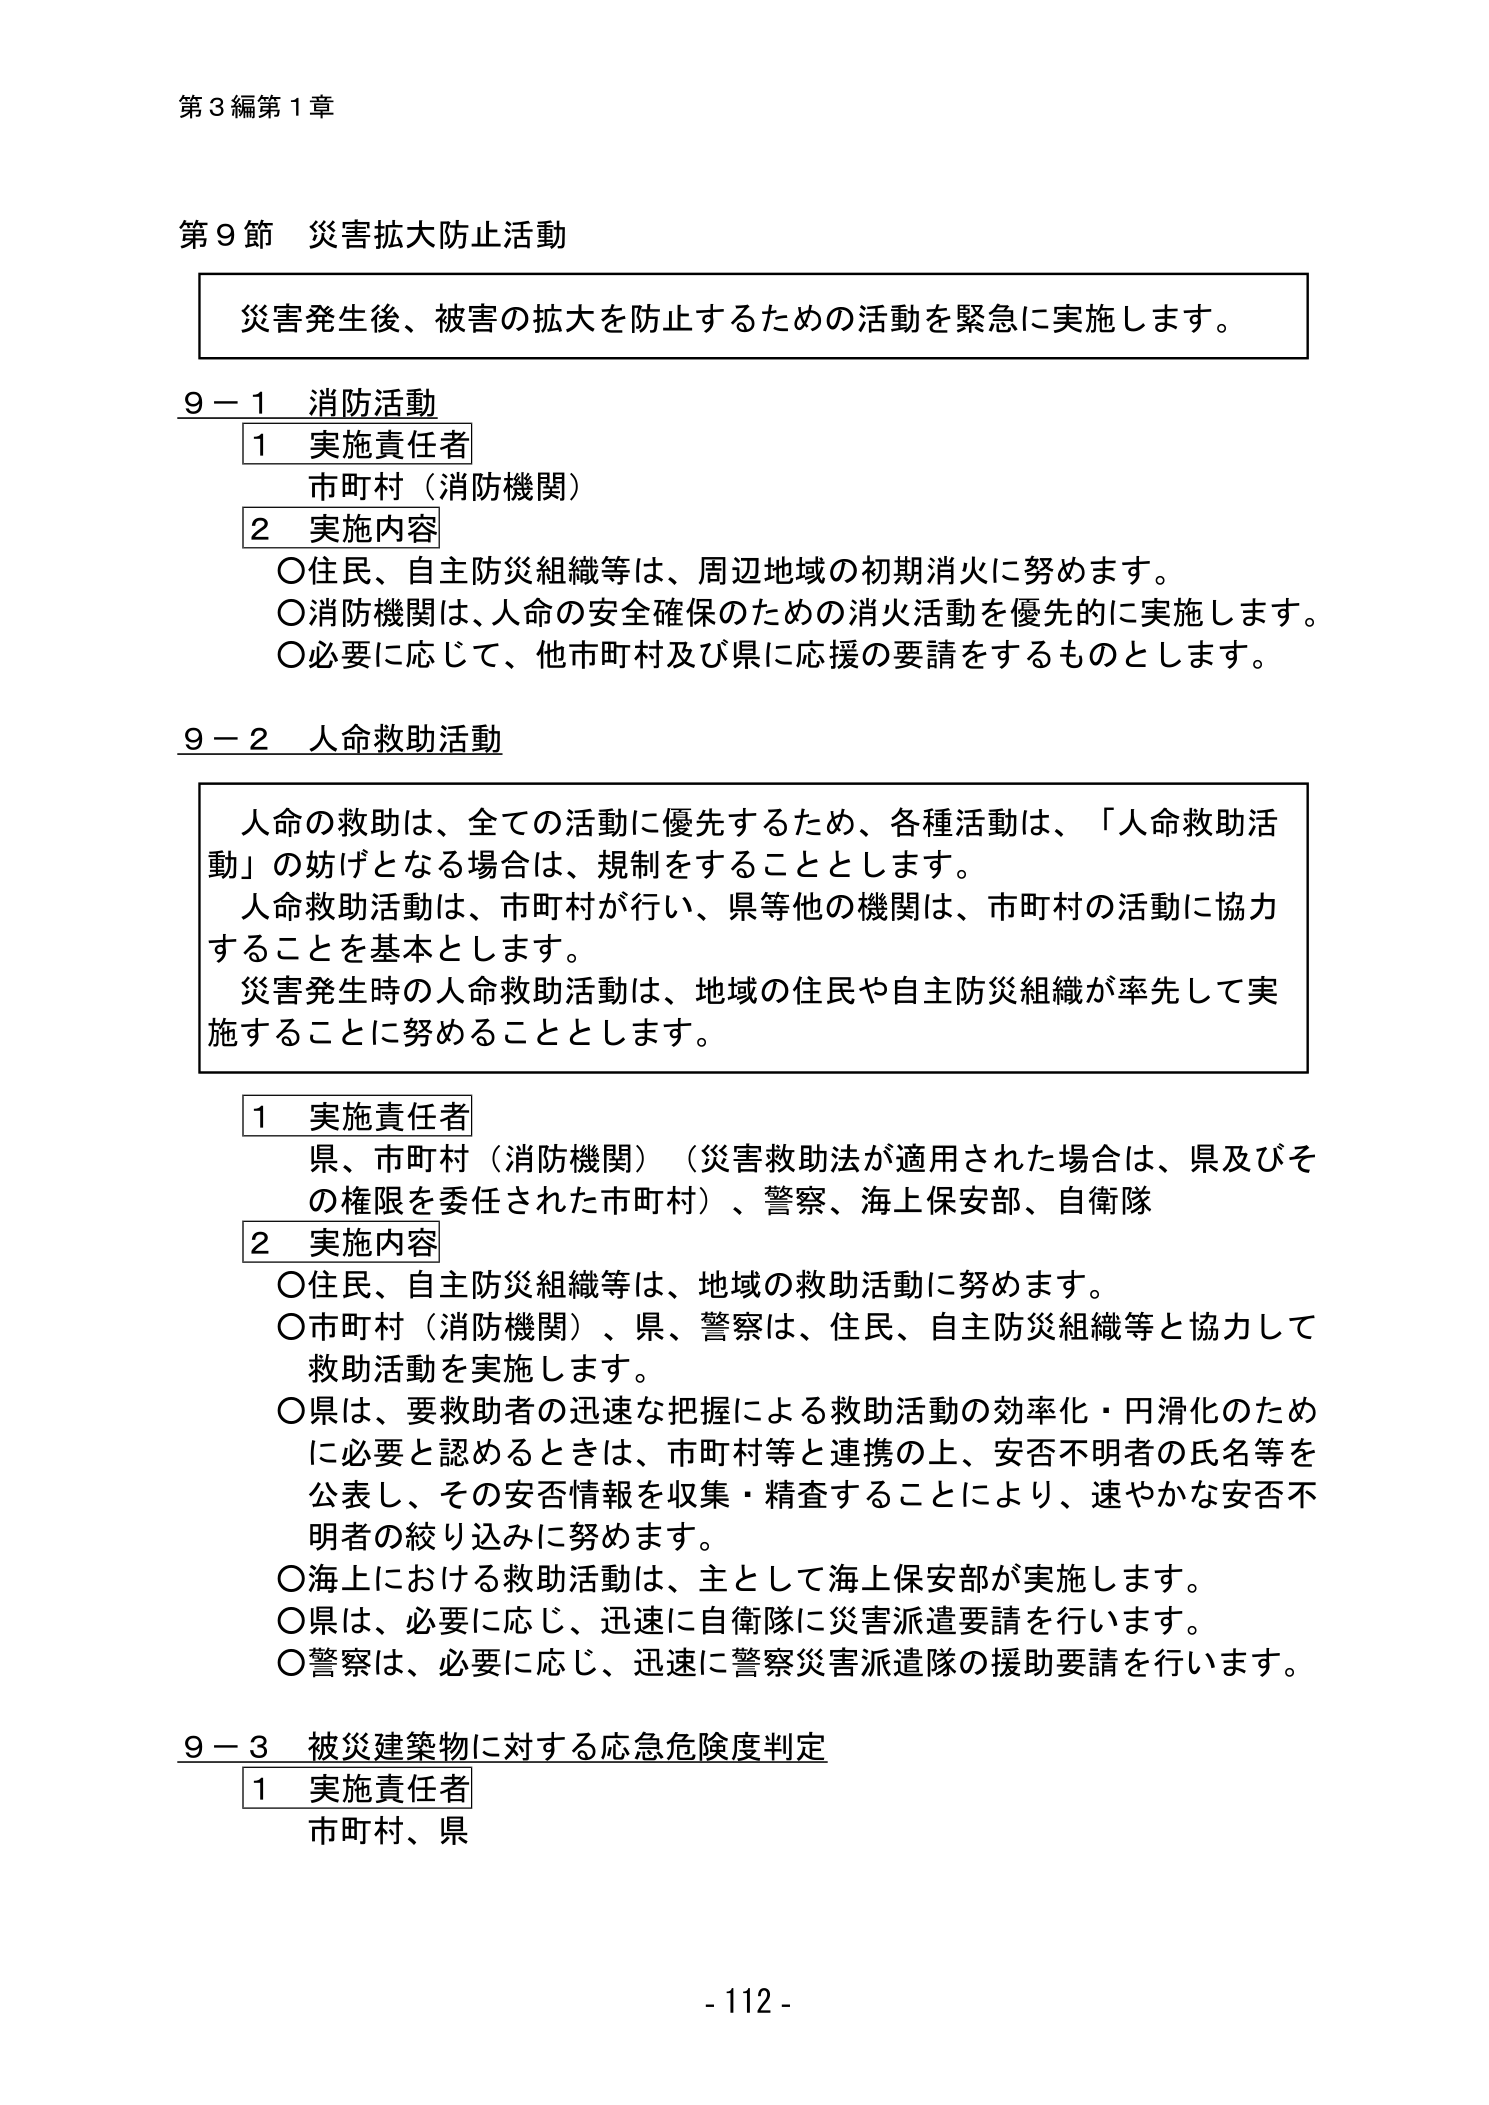 第３編第１章
第９節　災害拡大防止活動
災害発生後、被害の拡大を防止するための活動を緊急に実施します。
９－１　消防活動
１　実施責任者
市町村（消防機関）
２　実施内容
○住民、自主防災組織等は、周辺地域の初期消火に努めます。
○消防機関は、人命の安全確保のための消火活動を優先的に実施します。
○必要に応じて、他市町村及び県に応援の要請をするものとします。
９－２　人命救助活動
人命の救助は、全ての活動に優先するため、各種活動は、「人命救助活
動」の妨げとなる場合は、規制をすることとします。
人命救助活動は、市町村が行い、県等他の機関は、市町村の活動に協力
することを基本とします。
災害発生時の人命救助活動は、地域の住民や自主防災組織が率先して実
施することに努めることとします。
１　実施責任者
県、市町村（消防機関）（災害救助法が適用された場合は、県及びそ
の権限を委任された市町村）、警察、海上保安部、自衛隊
２　実施内容
○住民、自主防災組織等は、地域の救助活動に努めます。
○市町村（消防機関）、県、警察は、住民、自主防災組織等と協力して
救助活動を実施します。
○県は、要救助者の迅速な把握による救助活動の効率化・円滑化のため
に必要と認めるときは、市町村等と連携の上、安否不明者の氏名等を
公表し、その安否情報を収集・精査することにより、速やかな安否不
明者の絞り込みに努めます。
○海上における救助活動は、主として海上保安部が実施します。
○県は、必要に応じ、迅速に自衛隊に災害派遣要請を行います。
○警察は、必要に応じ、迅速に警察災害派遣隊の援助要請を行います。
９－３　被災建築物に対する応急危険度判定
１　実施責任者
市町村、県
- 112 -